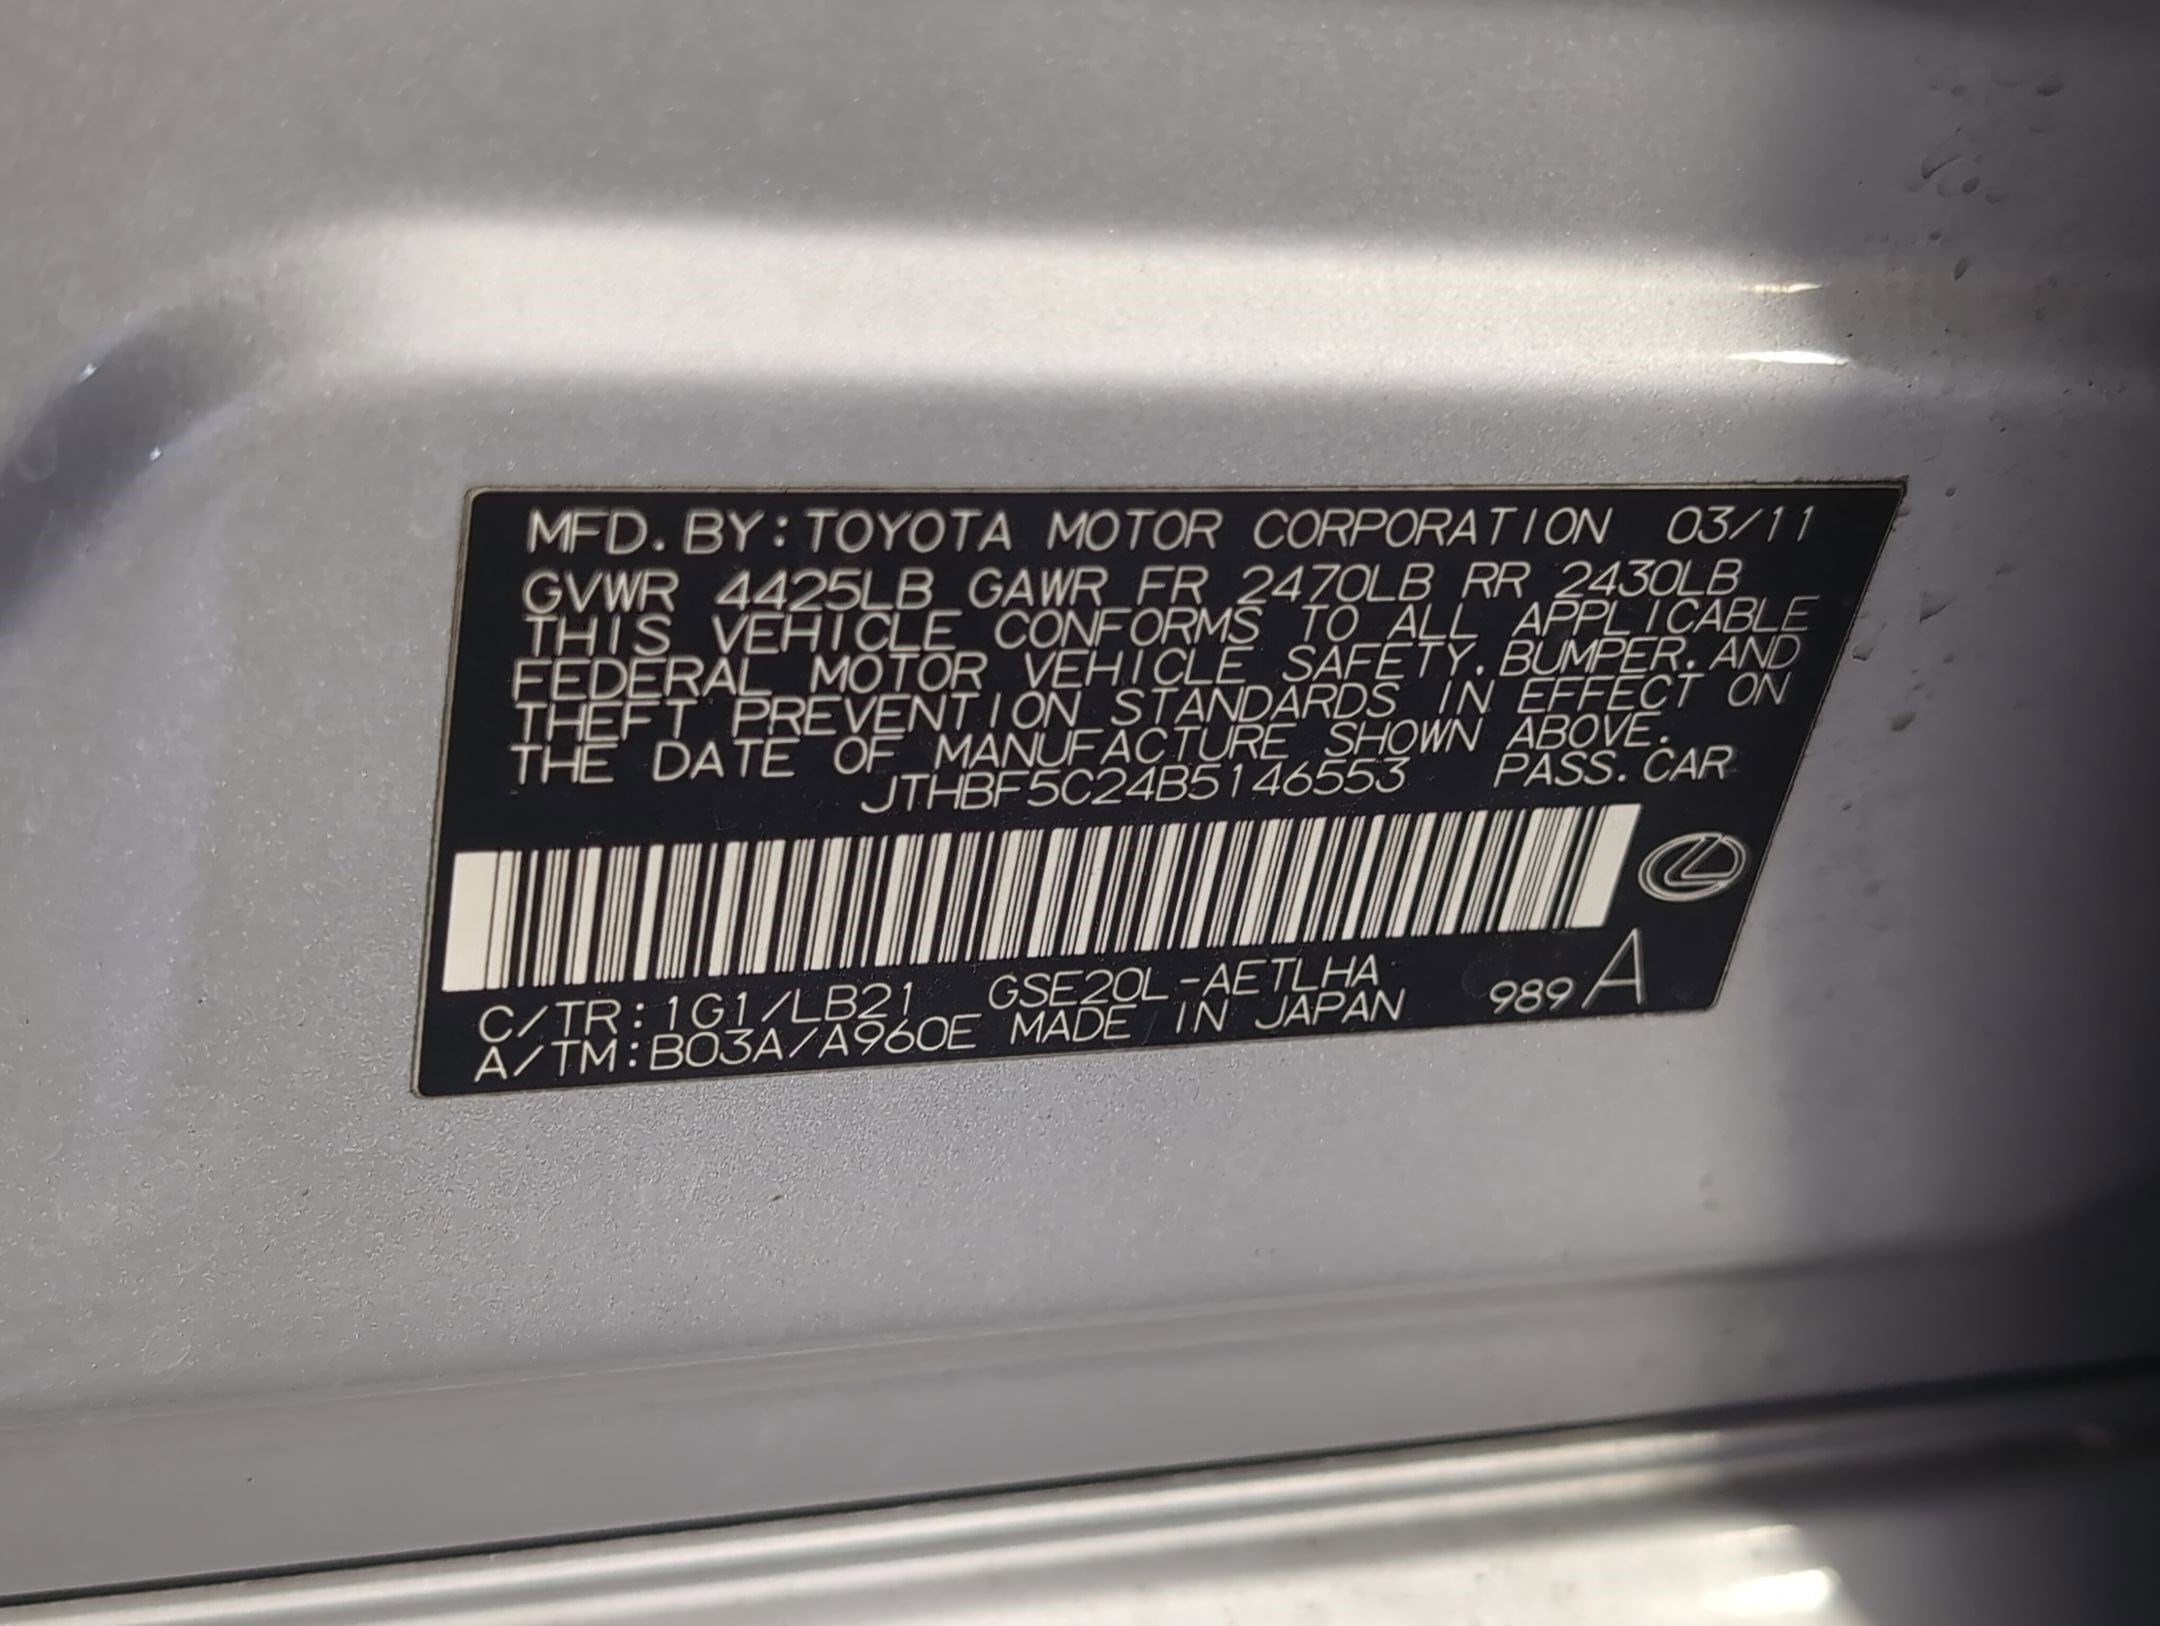 MFD. BY: TOYOTA MOTOR CORPORATION 03/11
GVWR 4425LB GAWR FR 2470LB RR 2430LB
THIS VEHICLE CONFORMS TO ALL APPLICABLE
FEDERAL MOTOR VEHICLE SAFETY, BUMPER, AND
THEFT PREVENTION STANDARDS IN EFFECT ON
THE DATE OF MANUFACTURE SHOWN ABOVE.
JTHBF5C24B5146553 PASS. CAR
C/TR: 1G1/LB21 GSE20L-AETLHA
A/TM: B03A/A960E MADE IN JAPAN 989 A